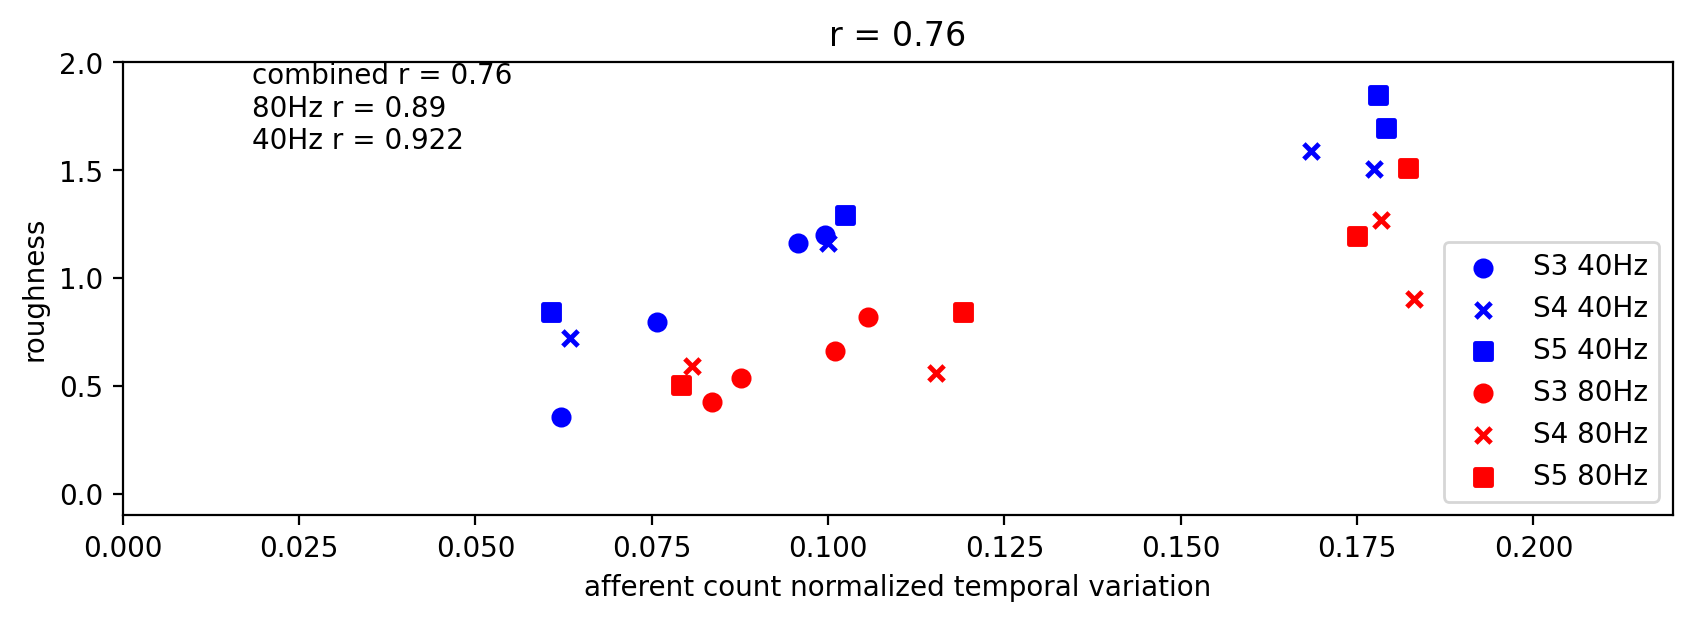 r = 0.76
combined r = 0.76
80Hz r = 0.89
40Hz r = 0.922
2.0
1.5
1.0
0.5
0.0
roughness
S3 40Hz
S4 40Hz
S5 40Hz
S3 80Hz
S4 80Hz
S5 80Hz
0.000 0.025 0.050 0.075 0.100 0.125 0.150 0.175 0.200
afferent count normalized temporal variation